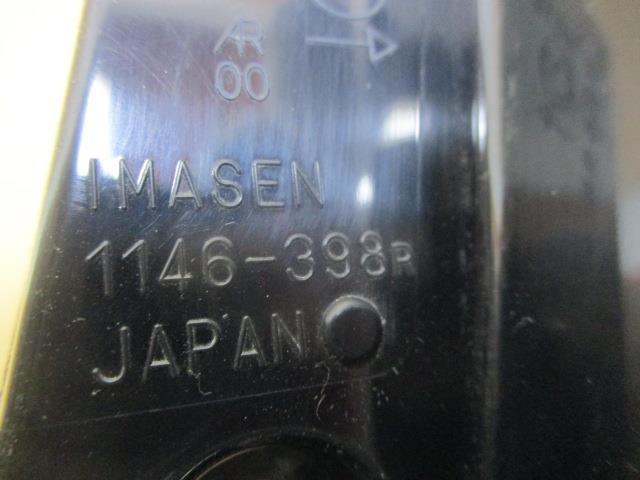 AR
00
IMASEN
1146-398R
JAPAN